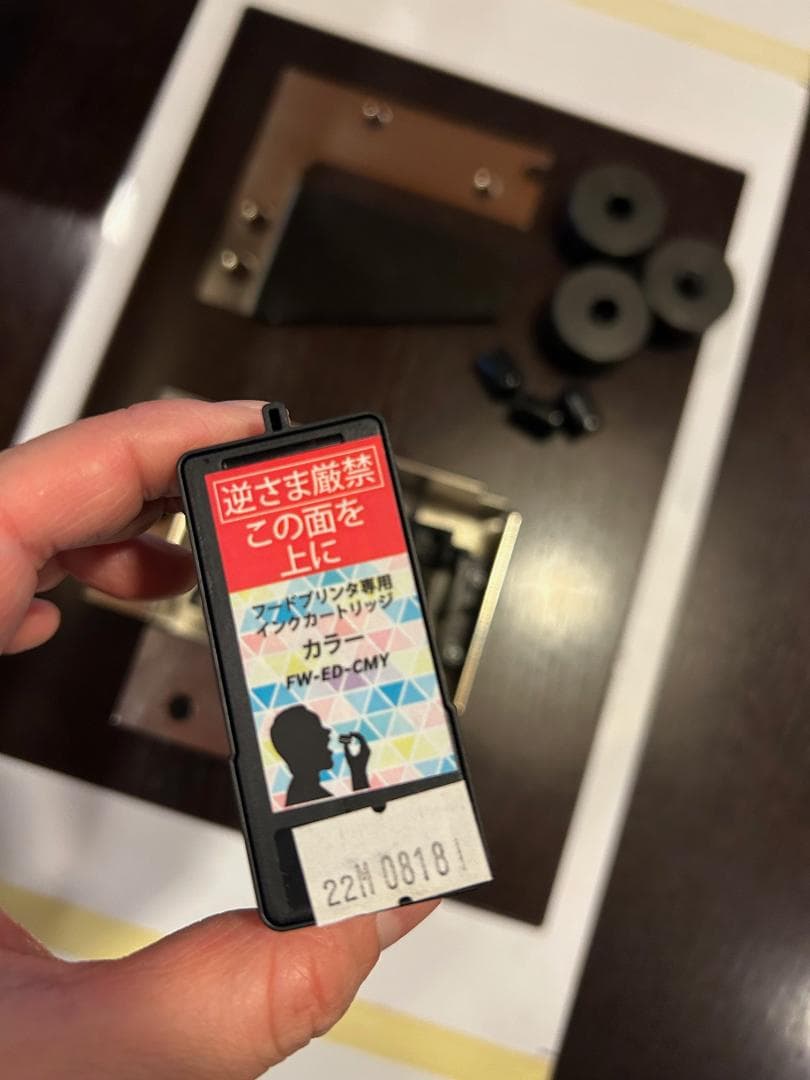 逆さま厳禁
この面を
上に
フードプリンタ専用
インクカートリッジ
カラー
FW-ED-CMY
22M 0818